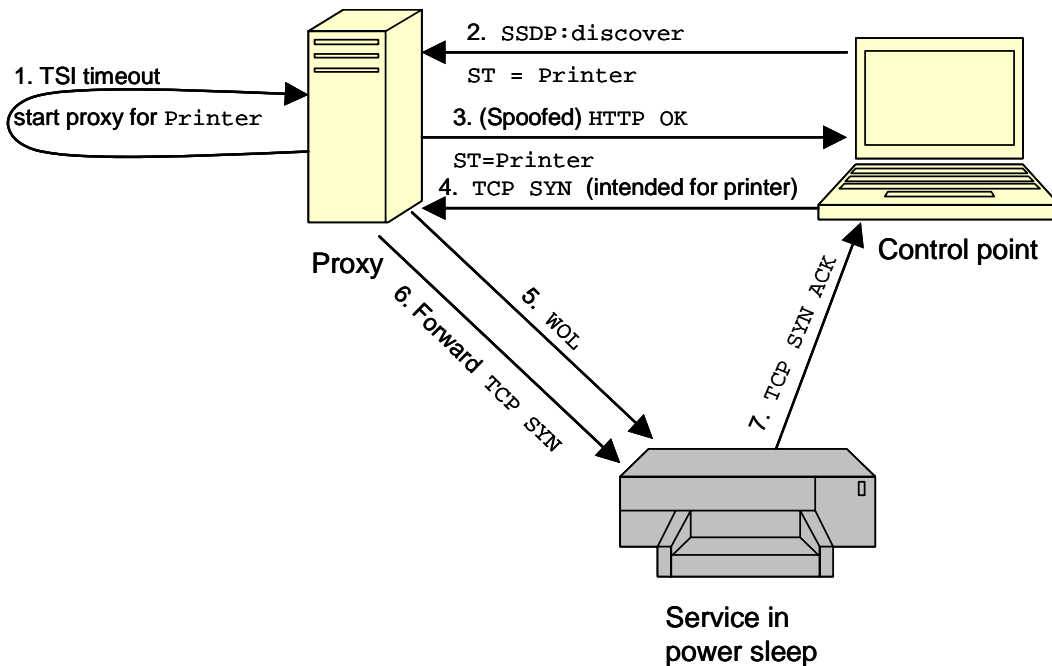 1. TSI timeout
start proxy for Printer
2. SSDP:discover
ST = Printer
3. (Spoofed) HTTP OK
ST=Printer
4. TCP SYN (intended for printer)
Proxy
Control point
5. WOL
6. Forward TCP SYN
7. TCP SYN ACK
Service in
power sleep